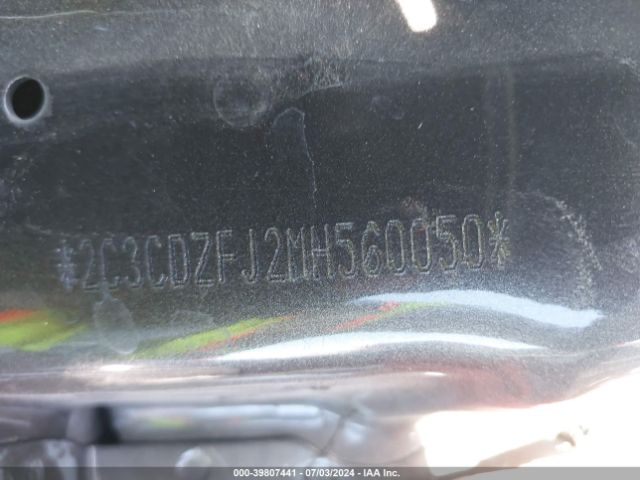 *2C3CDZFJ2MH560050*
000-39807441 | 07/03/2024 | IAA Inc.